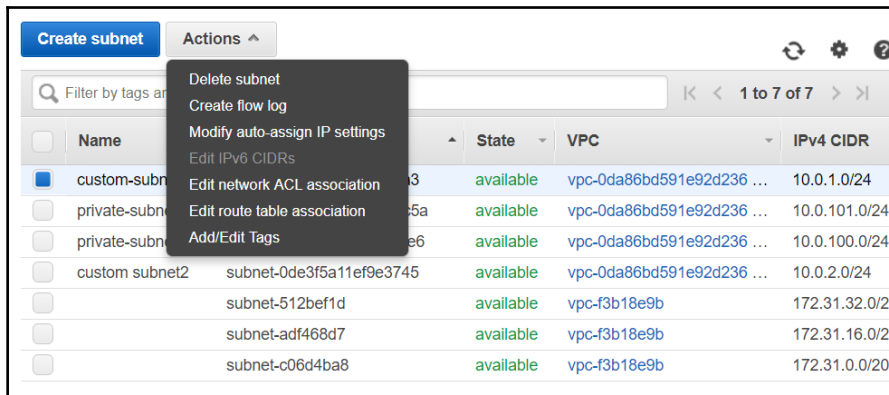 Create subnet Actions
Delete subnet
Filter by tags 1 to 7 of 7
Create flow log
Modify auto-assign IP settings
Name State VPC IPv4 CIDR
Edit IPv6 CIDRs
custom-subn a3 available vpc-0da86bd591e92d236 ... 10.0.1.0/24
Edit network ACL association
private-subne c5a available vpc-0da86bd591e92d236 ... 10.0.101.0/24
Edit route table association
private-subne e6 available vpc-0da86bd591e92d236 ... 10.0.100.0/24
Add/Edit Tags
custom subnet2 subnet-0de3f5a11ef9e3745 available vpc-0da86bd591e92d236 ... 10.0.2.0/24
subnet-512bef1d available vpc-f3b18e9b 172.31.32.0/2
subnet-adf468d7 available vpc-f3b18e9b 172.31.16.0/2
subnet-c06d4ba8 available vpc-f3b18e9b 172.31.0.0/20